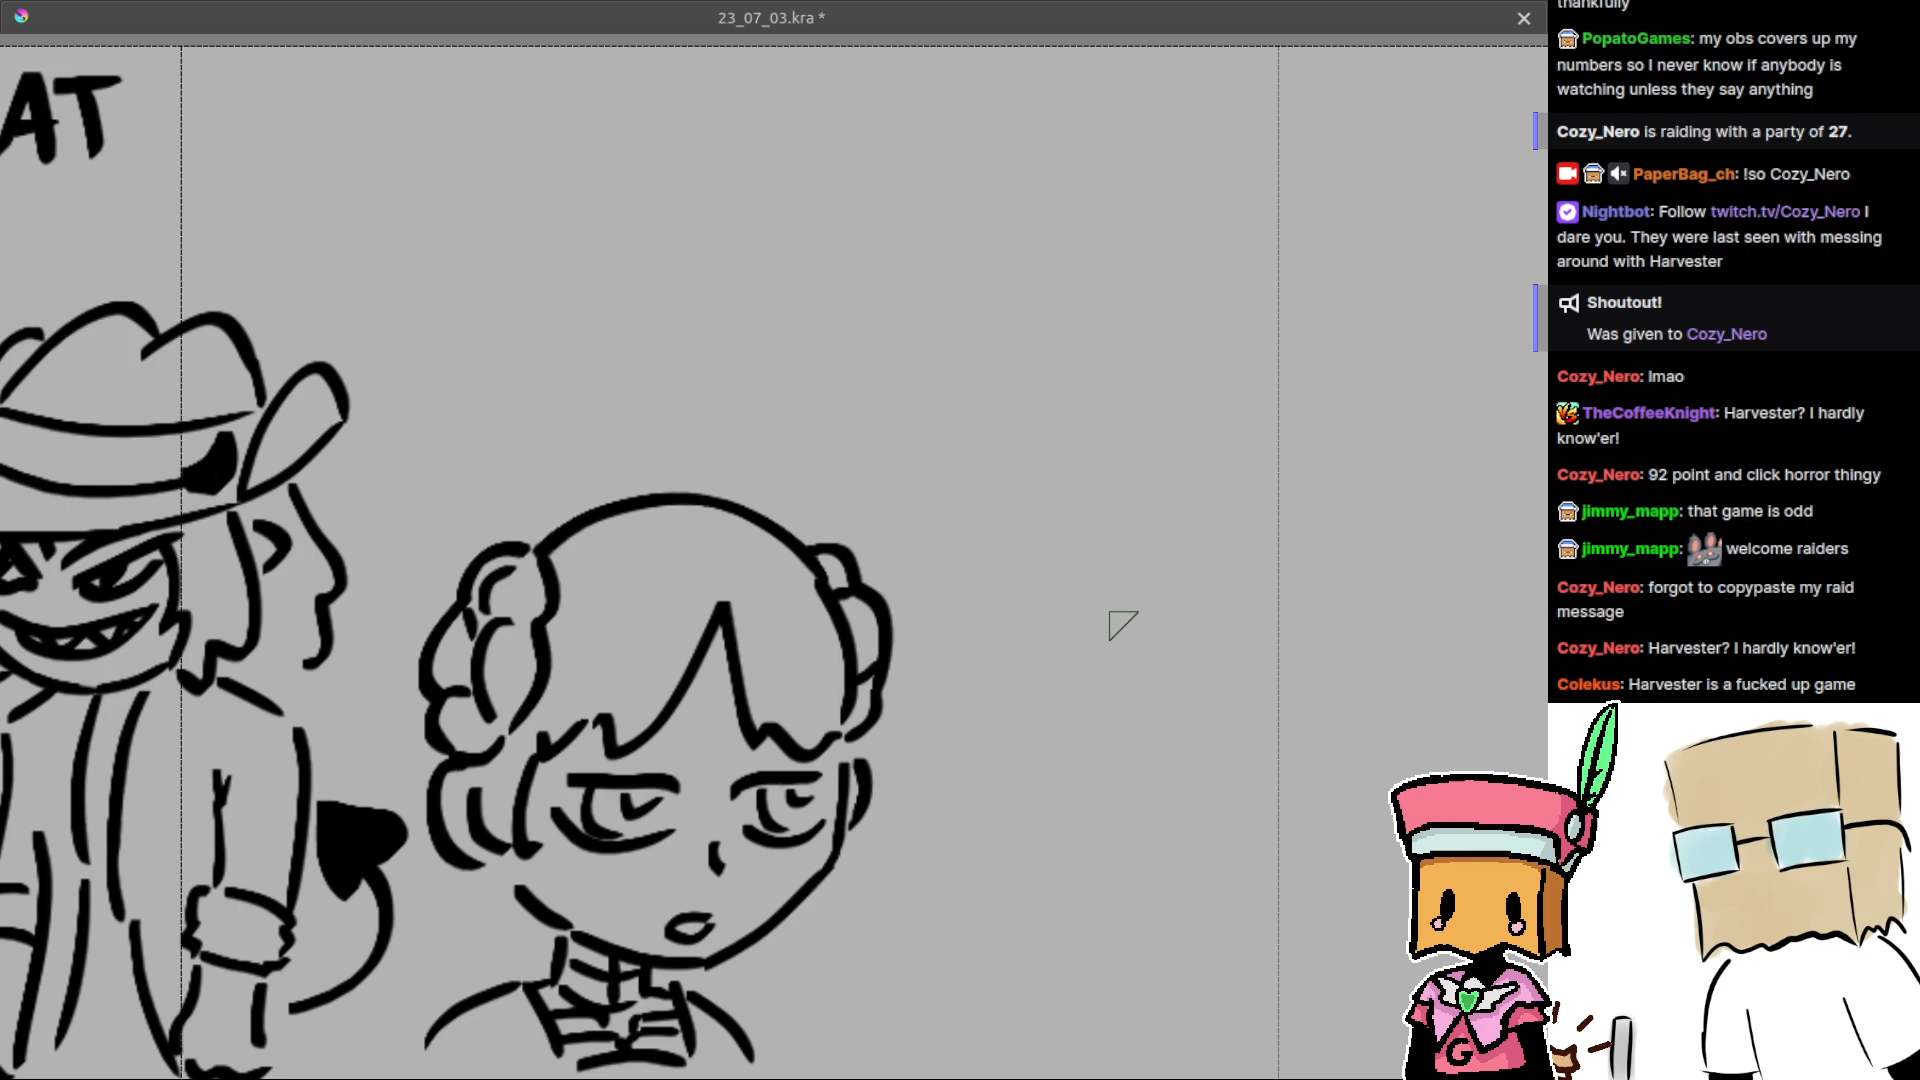 23_07_03.kra *
AT
thankfully
PopatoGames: my obs covers up my
numbers so I never know if anybody is
watching unless they say anything
Cozy_Nero is raiding with a party of 27.
PaperBag_ch: !so Cozy_Nero
Nightbot: Follow twitch.tv/Cozy_Nero I
dare you. They were last seen with messing
around with Harvester
Shoutout!
Was given to Cozy_Nero
Cozy_Nero: lmao
TheCoffeeKnight: Harvester? I hardly
know'er!
Cozy_Nero: 92 point and click horror thingy
jimmy_mapp: that game is odd
jimmy_mapp: welcome raiders
Cozy_Nero: forgot to copypaste my raid
message
Cozy_Nero: Harvester? I hardly know'er!
Colekus: Harvester is a fucked up game
G